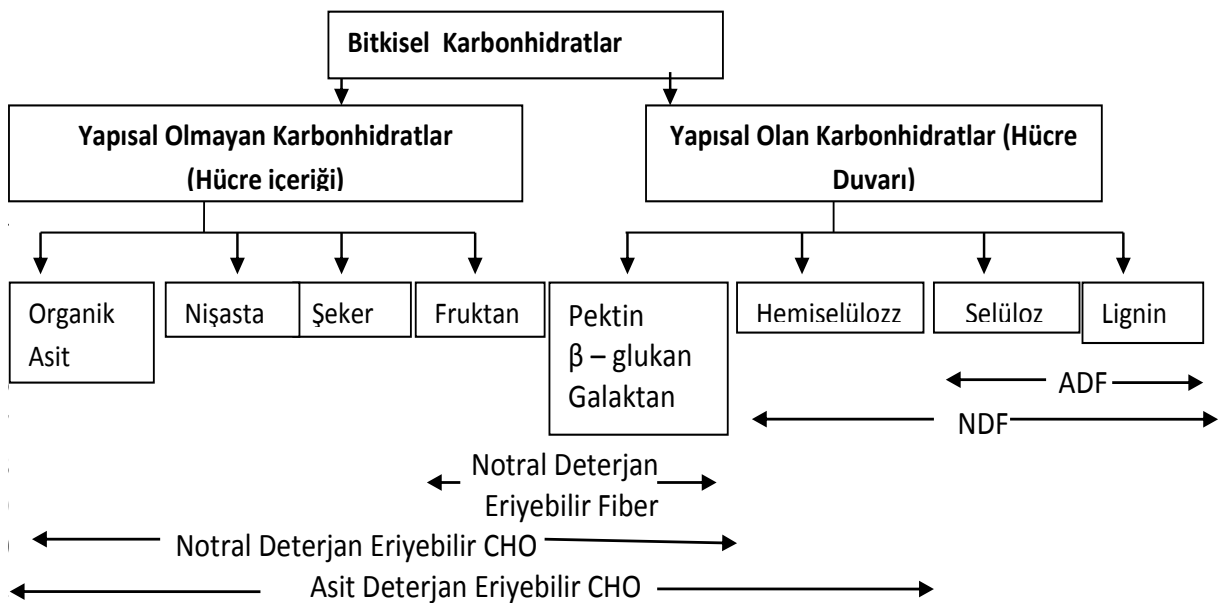 Bitkisel Karbonhidratlar
Yapısal Olmayan Karbonhidratlar
(Hücre içeriği)
Yapısal Olan Karbonhidratlar (Hücre
Duvarı)
Organik
Asit
Nişasta
Şeker
Fruktan
Pektin
β – glukan
Galaktan
Hemiselülozz
Selüloz
Lignin
ADF
NDF
Notral Deterjan
Eriyebilir Fiber
Notral Deterjan Eriyebilir CHO
Asit Deterjan Eriyebilir CHO